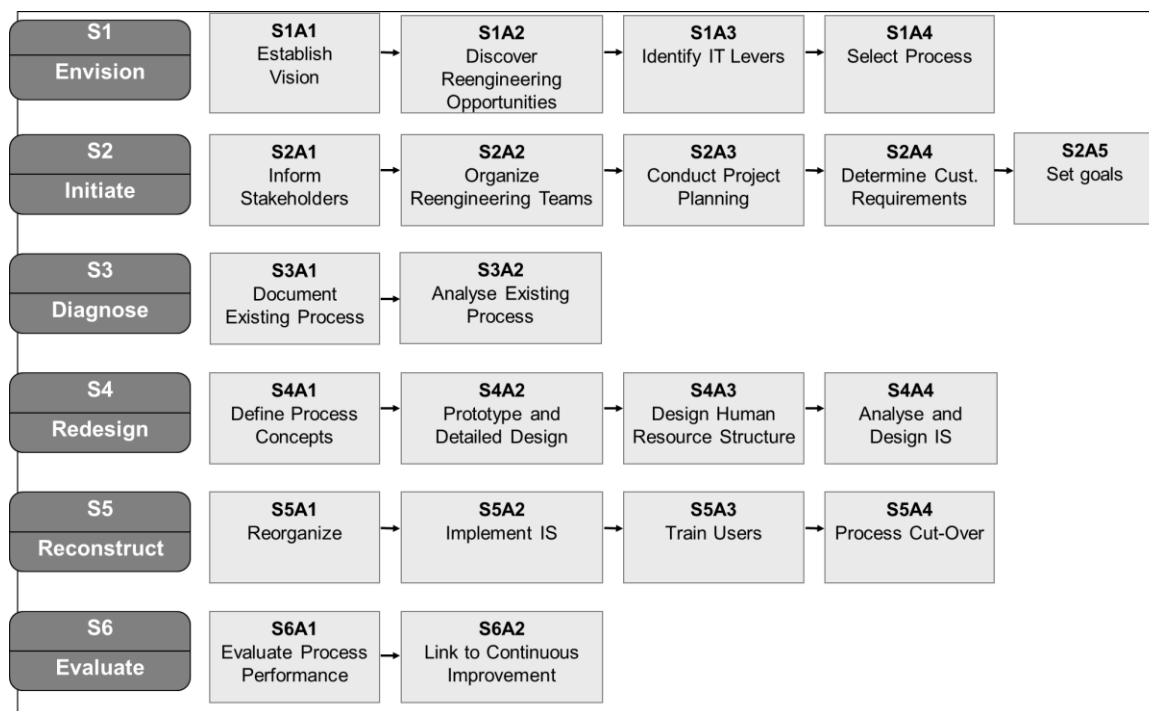 S1
Envision
S1A1
Establish
Vision
S1A2
Discover
Reengineering
Opportunities
S1A3
Identify IT Levers
S1A4
Select Process
S2
Initiate
S2A1
Inform
Stakeholders
S2A2
Organize
Reengineering Teams
S2A3
Conduct Project
Planning
S2A4
Determine Cust.
Requirements
S2A5
Set goals
S3
Diagnose
S3A1
Document
Existing Process
S3A2
Analyse Existing
Process
S4
Redesign
S4A1
Define Process
Concepts
S4A2
Prototype and
Detailed Design
S4A3
Design Human
Resource Structure
S4A4
Analyse and
Design IS
S5
Reconstruct
S5A1
Reorganize
S5A2
Implement IS
S5A3
Train Users
S5A4
Process Cut-Over
S6
Evaluate
S6A1
Evaluate Process
Performance
S6A2
Link to Continuous
Improvement